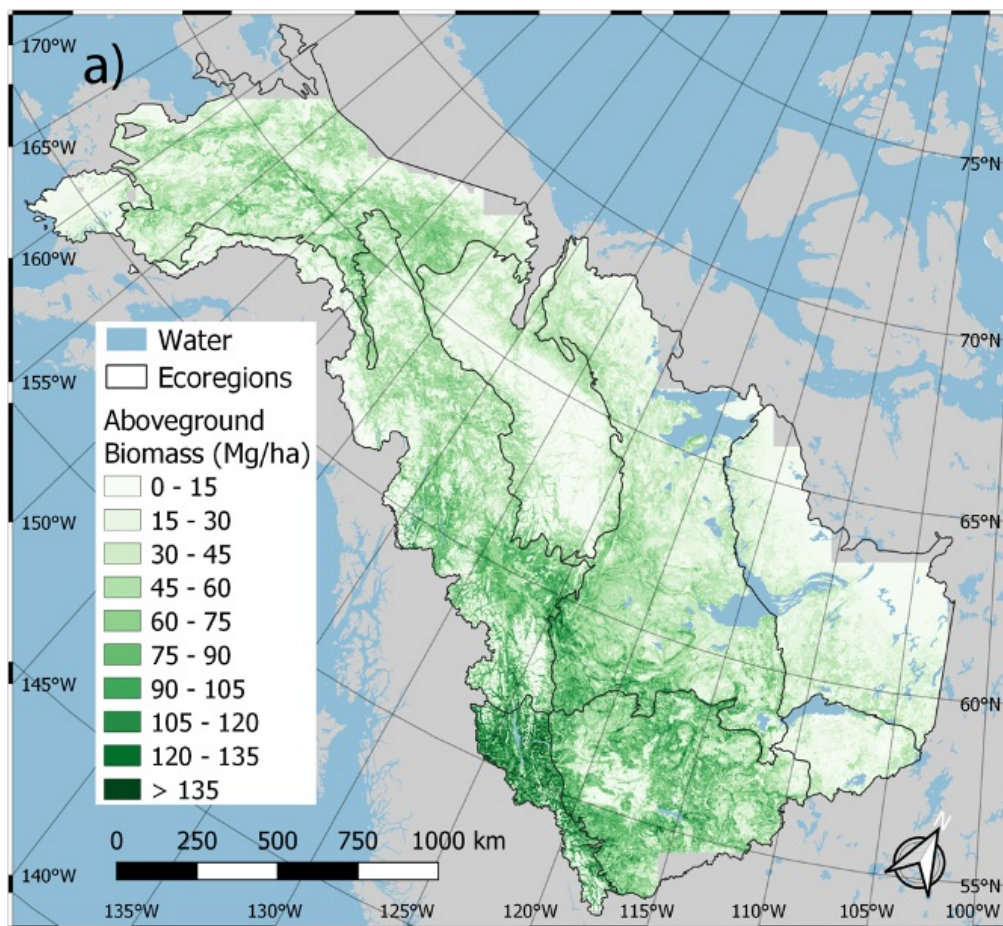 a)
170°W
165°W
160°W
155°W
150°W
145°W
140°W
75°N
70°N
65°N
60°N
55°N
Water
Ecoregions
Aboveground
Biomass (Mg/ha)
0 - 15
15 - 30
30 - 45
45 - 60
60 - 75
75 - 90
90 - 105
105 - 120
120 - 135
> 135
0 250 500 750 1000 km
N
135°W 130°W 125°W 120°W 115°W 110°W 105°W 100°W